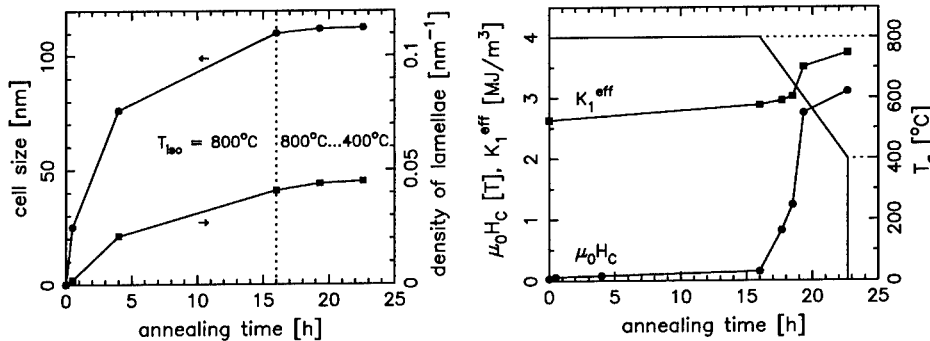 cell size [nm]
100
50
0
0.1
0.05
0
density of lamellae [nm⁻¹]
T_iso = 800°C
800°C...400°C
0 5 10 15 20 25
annealing time [h]
μ₀H_C [T], K₁^eff [MJ/m³]
4
3
2
1
0
800
600
400
200
0
[°C]
K₁^eff
μ₀H_C
0 5 10 15 20 25
annealing time [h]